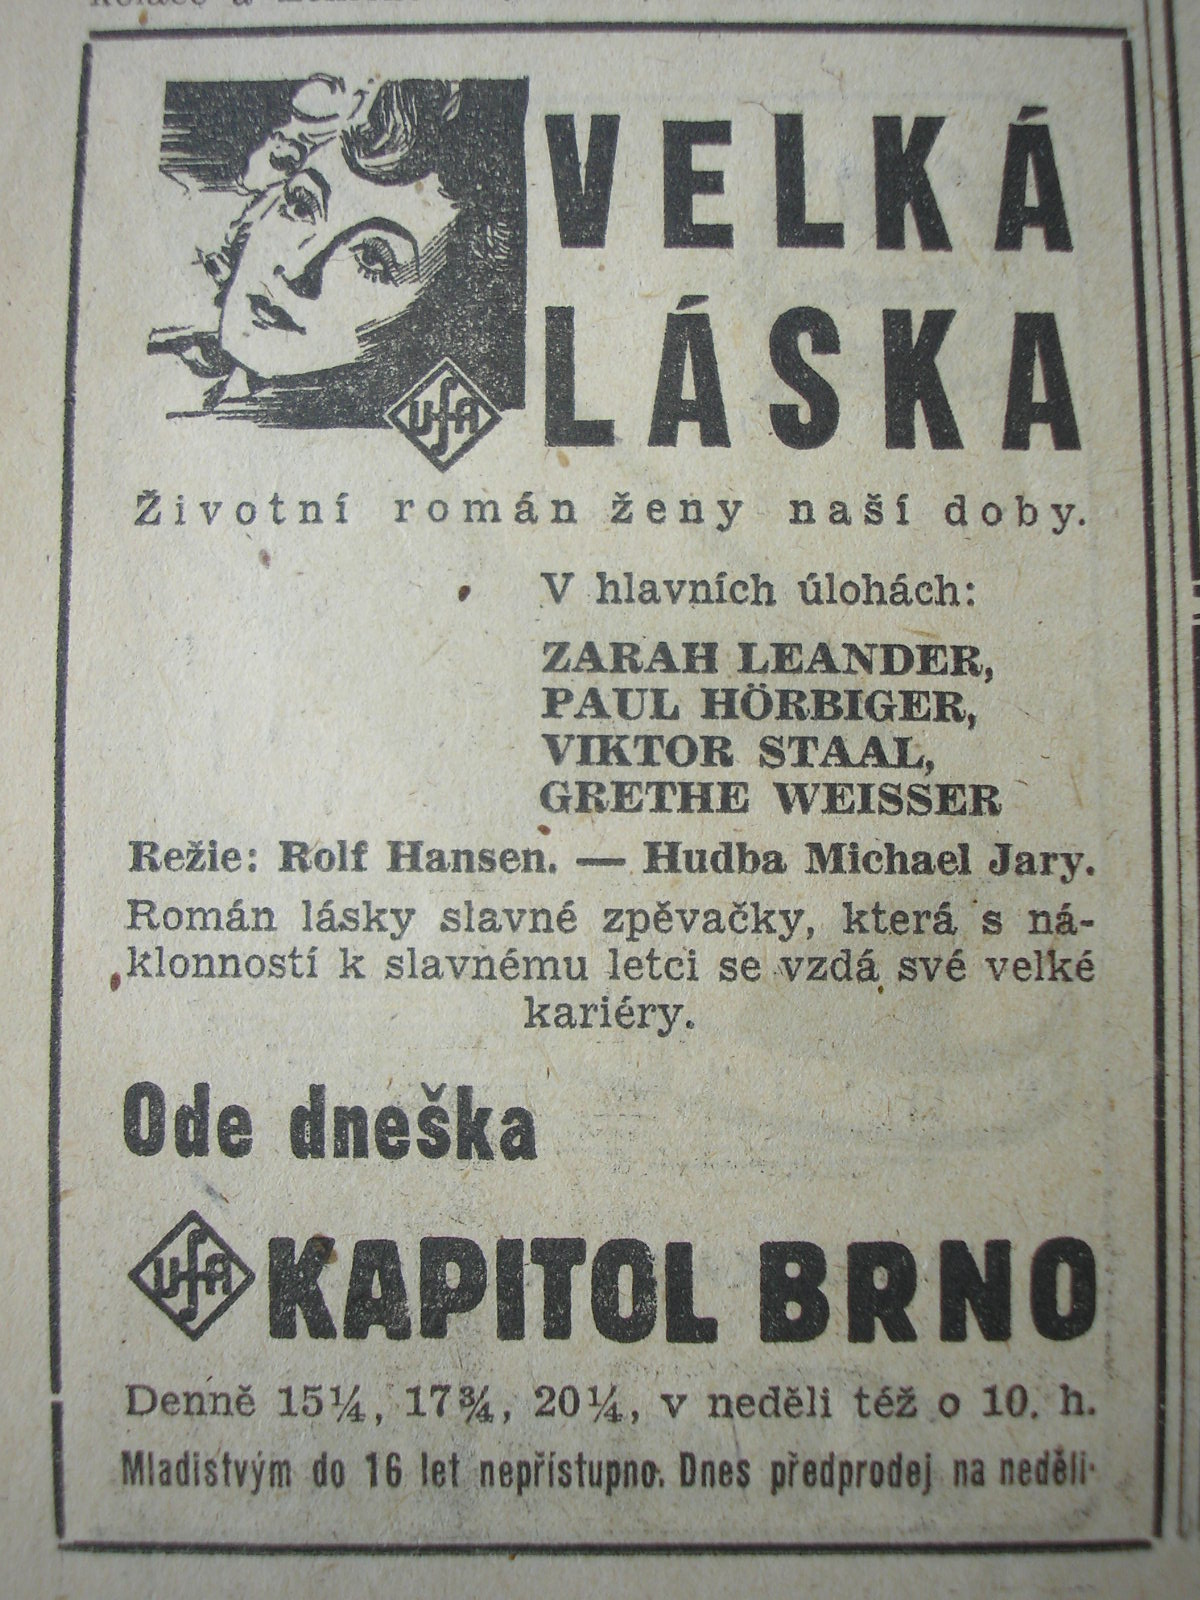 VELKÁ
LÁSKA
UfA
Životní román ženy naší doby.
V hlavních úlohách:
ZARAH LEANDER,
PAUL HÖRBIGER,
VIKTOR STAAL,
GRETHE WEISSER
Režie: Rolf Hansen. — Hudba Michael Jary.
Román lásky slavné zpěvačky, která s ná-
klonností k slavnému letci se vzdá své velké
kariéry.
Ode dneška
UfA KAPITOL BRNO
Denně 15¼, 17¾, 20¼, v neděli též o 10. h.
Mladistvým do 16 let nepřístupno. Dnes předprodej na neděli·